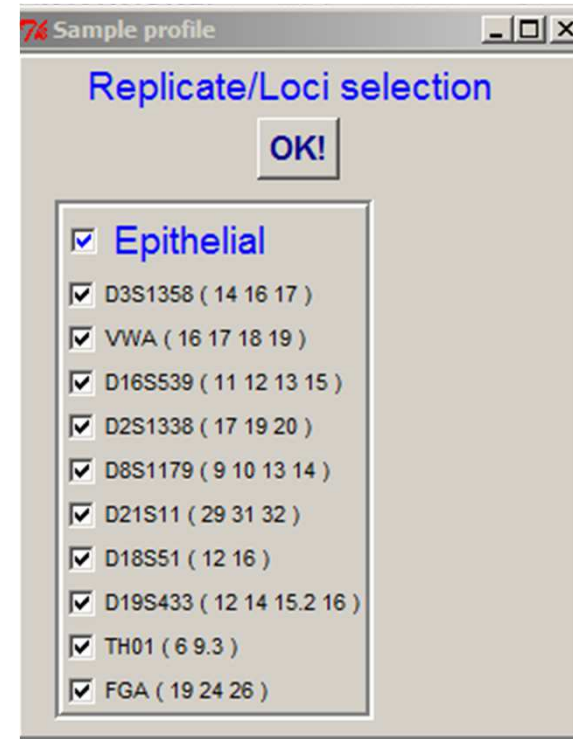 7% Sample profile
Replicate/Loci selection
OK!
Epithelial
D3S1358 ( 14 16 17 )
VWA ( 16 17 18 19 )
D16S539 ( 11 12 13 15 )
D2S1338 ( 17 19 20 )
D8S1179 ( 9 10 13 14 )
D21S11 ( 29 31 32 )
D18S51 ( 12 16 )
D19S433 ( 12 14 15.2 16 )
TH01 ( 6 9.3 )
FGA ( 19 24 26 )